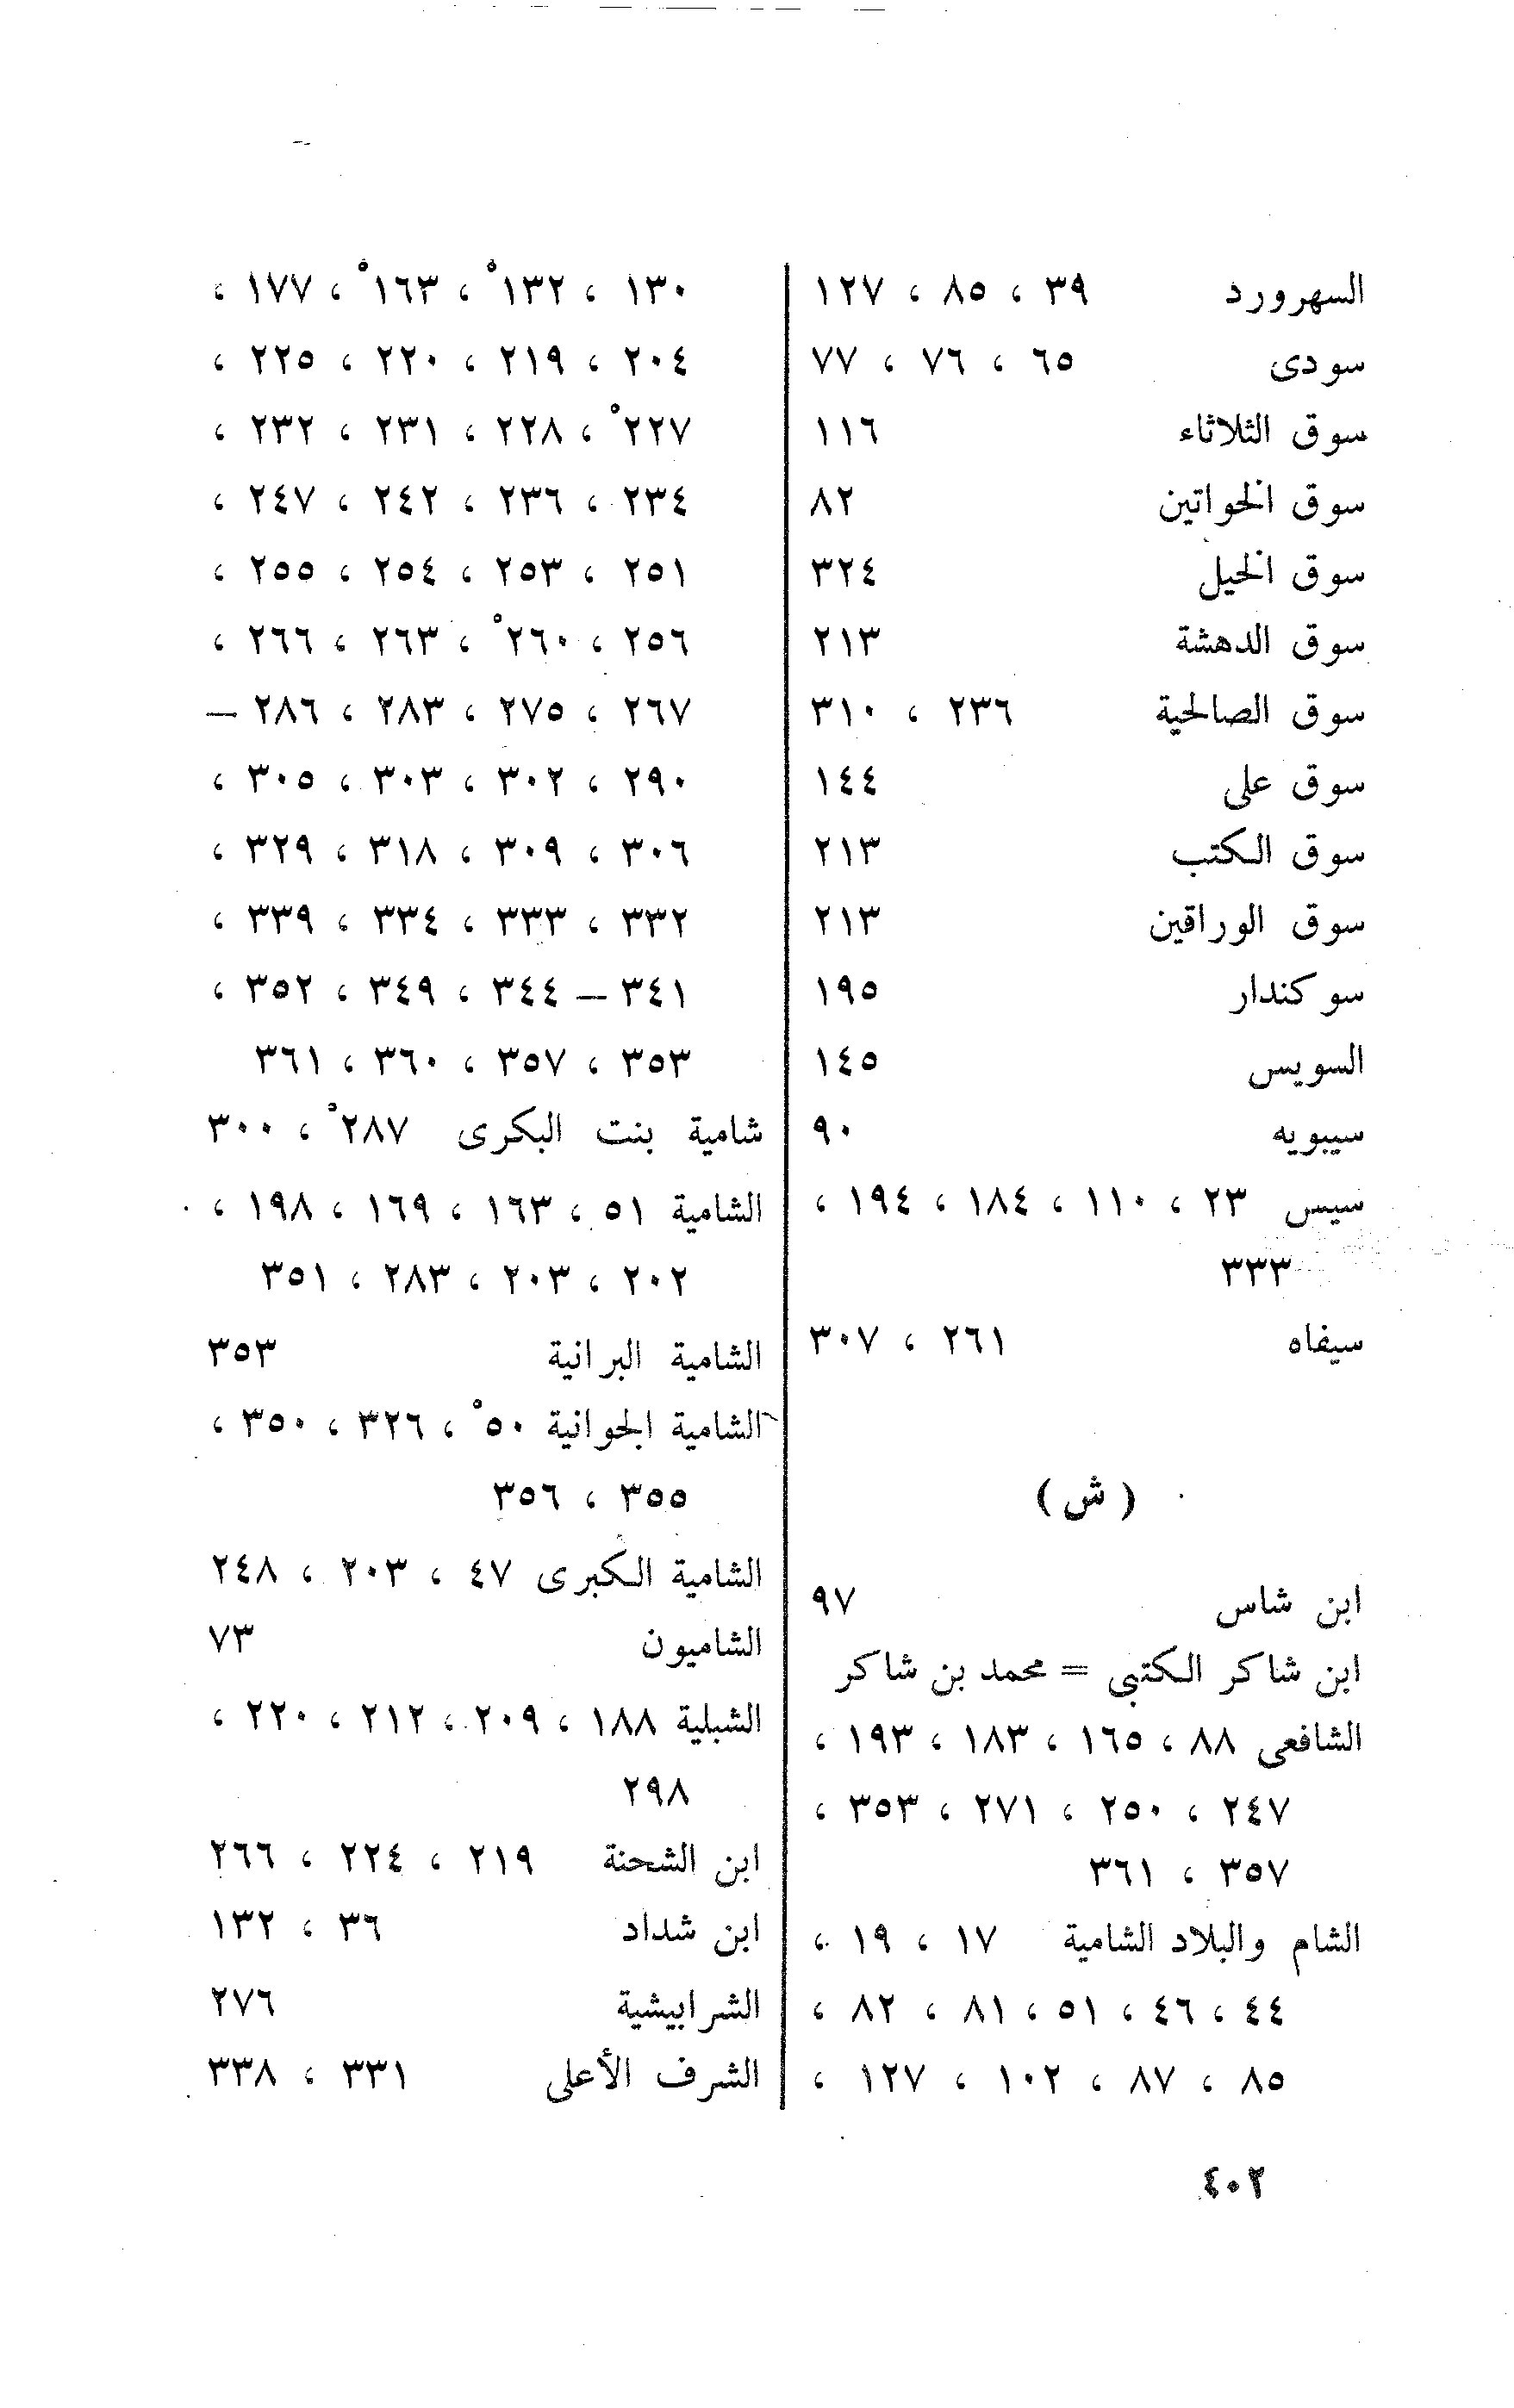 السهرورد ٣٩ ، ٨٥ ، ١٢٧
سودى ٦٥ ، ٧٦ ، ٧٧
سوق الثلاثاء ١١٦
سوق الخواتين ٨٢
سوق الخيل ٣٢٤
سوق الدهشة ٢١٣
سوق الصالحية ٢٣٦ ، ٣١٠
سوق على ١٤٤
سوق الكتب ٢١٣
سوق الوراقين ٢١٣
سوكندار ١٩٥
السويس ١٤٥
سيبويه ٩٠
سيس ٢٣ ، ١١٠ ، ١٨٤ ، ١٩٤ ،
٣٣٣
سيفاه ٢٦١ ، ٣٠٧
( ش )
ابن شاس ٩٧
ابن شاكر الكتبى = محمد بن شاكر
الشافعى ٨٨ ، ١٦٥ ، ١٨٣ ، ١٩٣ ،
٢٤٧ ، ٢٥٠ ، ٢٧١ ، ٣٥٣ ،
٣٥٧ ، ٣٦١
الشام والبلاد الشامية ١٧ ، ١٩ ،
٤٤ ، ٤٦ ، ٥١ ، ٨١ ، ٨٢ ،
٨٥ ، ٨٧ ، ١٠٢ ، ١٢٧ ،
١٣٠ ، ١٣٢ْ ، ١٦٣ْ ، ١٧٧ ،
٢٠٤ ، ٢١٩ ، ٢٢٠ ، ٢٢٥ ،
٢٢٧ْ ، ٢٢٨ ، ٢٣١ ، ٢٣٢ ،
٢٣٤ ، ٢٣٦ ، ٢٤٢ ، ٢٤٧ ،
٢٥١ ، ٢٥٣ ، ٢٥٤ ، ٢٥٥ ،
٢٥٦ ، ٢٦٠ْ ، ٢٦٣ ، ٢٦٦ ،
٢٦٧ ، ٢٧٥ ، ٢٨٣ ، ٢٨٦ –
٢٩٠ ، ٣٠٢ ، ٣٠٣ ، ٣٠٥ ،
٣٠٦ ، ٣٠٩ ، ٣١٨ ، ٣٢٩ ،
٣٣٢ ، ٣٣٣ ، ٣٣٤ ، ٣٣٩ ،
٣٤١ – ٣٤٤ ، ٣٤٩ ، ٣٥٢ ،
٣٥٣ ، ٣٥٧ ، ٣٦٠ ، ٣٦١
شامية بنت البكرى ٢٨٧ْ ، ٣٠٠
الشامية ٥١ ، ١٦٣ ، ١٦٩ ، ١٩٨ ،
٢٠٢ ، ٢٠٣ ، ٢٨٣ ، ٣٥١
الشامية البرانية ٣٥٣
الشامية الجوانية ٥٠ْ ، ٣٢٦ ، ٣٥٠ ،
٣٥٥ ، ٣٥٦
الشامية الكبرى ٤٧ ، ٢٠٣ ، ٢٤٨
الشاميون ٧٣
الشبلية ١٨٨ ، ٢٠٩ ، ٢١٢ ، ٢٢٠ ،
٢٩٨
ابن الشحنة ٢١٩ ، ٢٢٤ ، ٢٦٦
ابن شداد ٣٦ ، ١٣٢
الشرابيشية ٢٧٦
الشرف الأعلى ٣٣١ ، ٣٣٨
٤٠٢